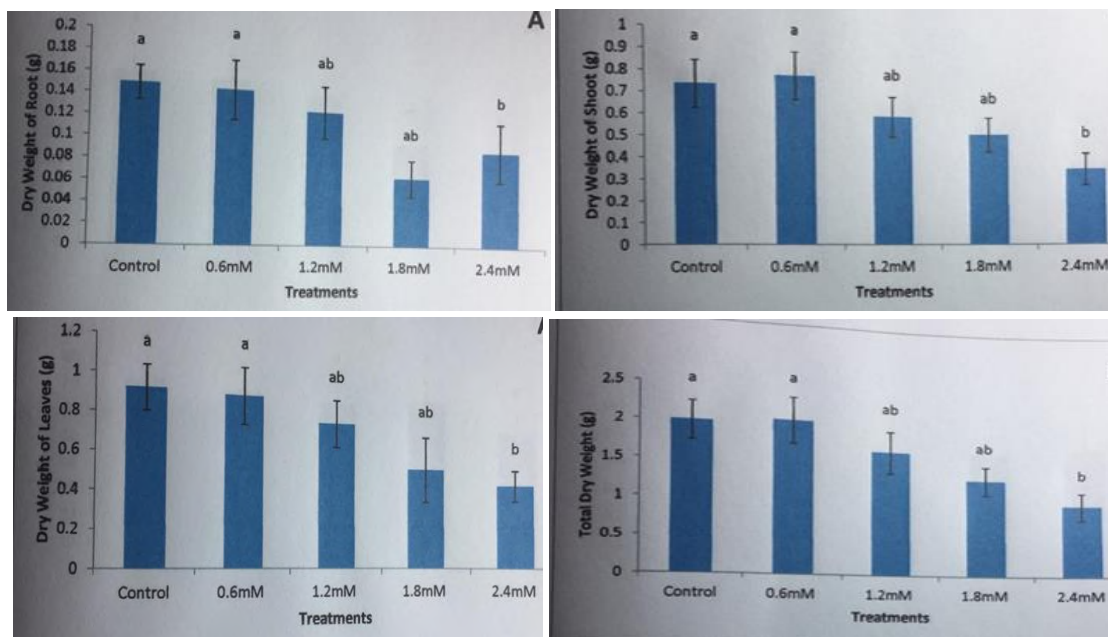 A
Dry Weight of Root (g)
0.2
0.18
0.16
0.14
0.12
0.1
0.08
0.06
0.04
0.02
0
a
a
ab
ab
b
Control 0.6mM 1.2mM 1.8mM 2.4mM
Treatments
Dry Weight of Shoot (g)
1
0.9
0.8
0.7
0.6
0.5
0.4
0.3
0.2
0.1
0
a
a
ab
ab
b
Control 0.6mM 1.2mM 1.8mM 2.4mM
Treatments
Dry Weight of Leaves (g)
1.2
1
0.8
0.6
0.4
0.2
0
a
a
ab
ab
b
Control 0.6mM 1.2mM 1.8mM 2.4mM
Treatments
Total Dry Weight (g)
2.5
2
1.5
1
0.5
0
a
a
ab
ab
b
Control 0.6mM 1.2mM 1.8mM 2.4mM
Treatments